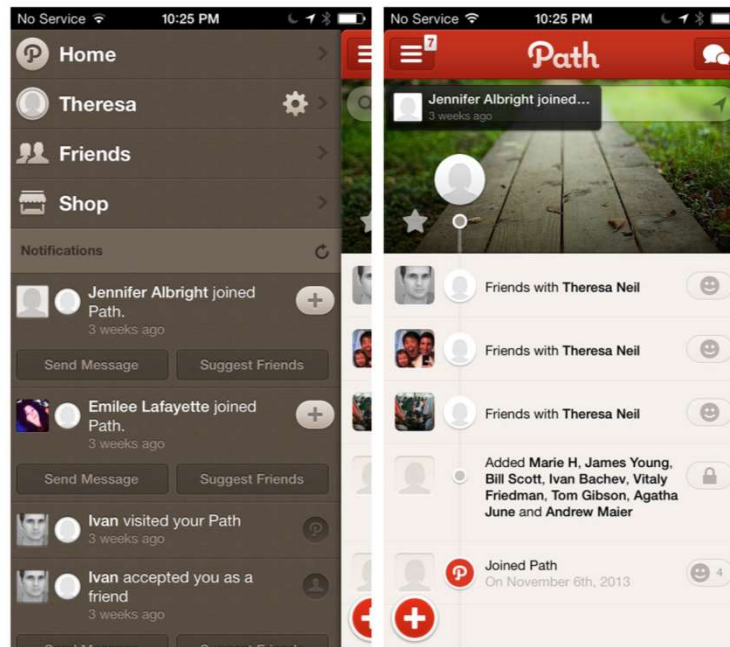 No Service 10:25 PM
Home
Theresa
Friends
Shop
Notifications
Jennifer Albright joined
Path.
3 weeks ago
Send Message Suggest Friends
Emilee Lafayette joined
Path.
3 weeks ago
Send Message Suggest Friends
Ivan visited your Path
3 weeks ago
Ivan accepted you as a
friend
3 weeks ago
No Service 10:25 PM
7
Path
Jennifer Albright joined...
3 weeks ago
Friends with Theresa Neil
Friends with Theresa Neil
Friends with Theresa Neil
Added Marie H, James Young,
Bill Scott, Ivan Bachev, Vitaly
Friedman, Tom Gibson, Agatha
June and Andrew Maier
Joined Path
On November 6th, 2013
4